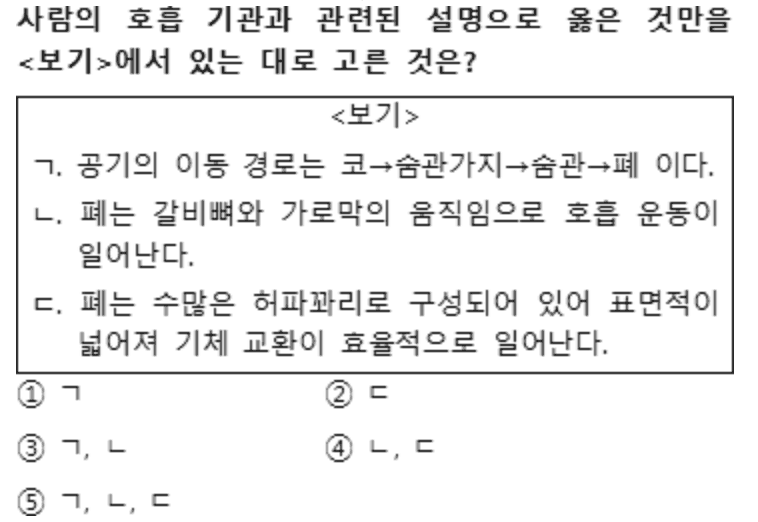 사람의 호흡 기관과 관련된 설명으로 옳은 것만을
<보기>에서 있는 대로 고른 것은?
<보기>
ㄱ. 공기의 이동 경로는 코→숨관가지→숨관→폐 이다.
ㄴ. 폐는 갈비뼈와 가로막의 움직임으로 호흡 운동이
일어난다.
ㄷ. 폐는 수많은 허파꽈리로 구성되어 있어 표면적이
넓어져 기체 교환이 효율적으로 일어난다.
① ㄱ ② ㄷ
③ ㄱ, ㄴ ④ ㄴ, ㄷ
⑤ ㄱ, ㄴ, ㄷ